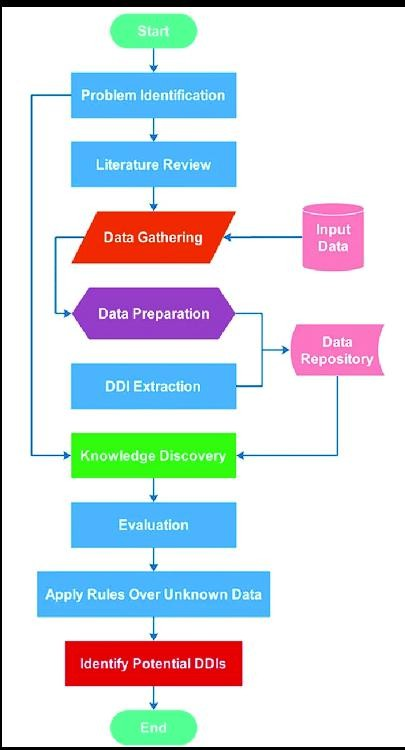 Start
Problem Identification
Literature Review
Data Gathering
Input
Data
Data Preparation
Data
Repository
DDI Extraction
Knowledge Discovery
Evaluation
Apply Rules Over Unknown Data
Identify Potential DDIs
End